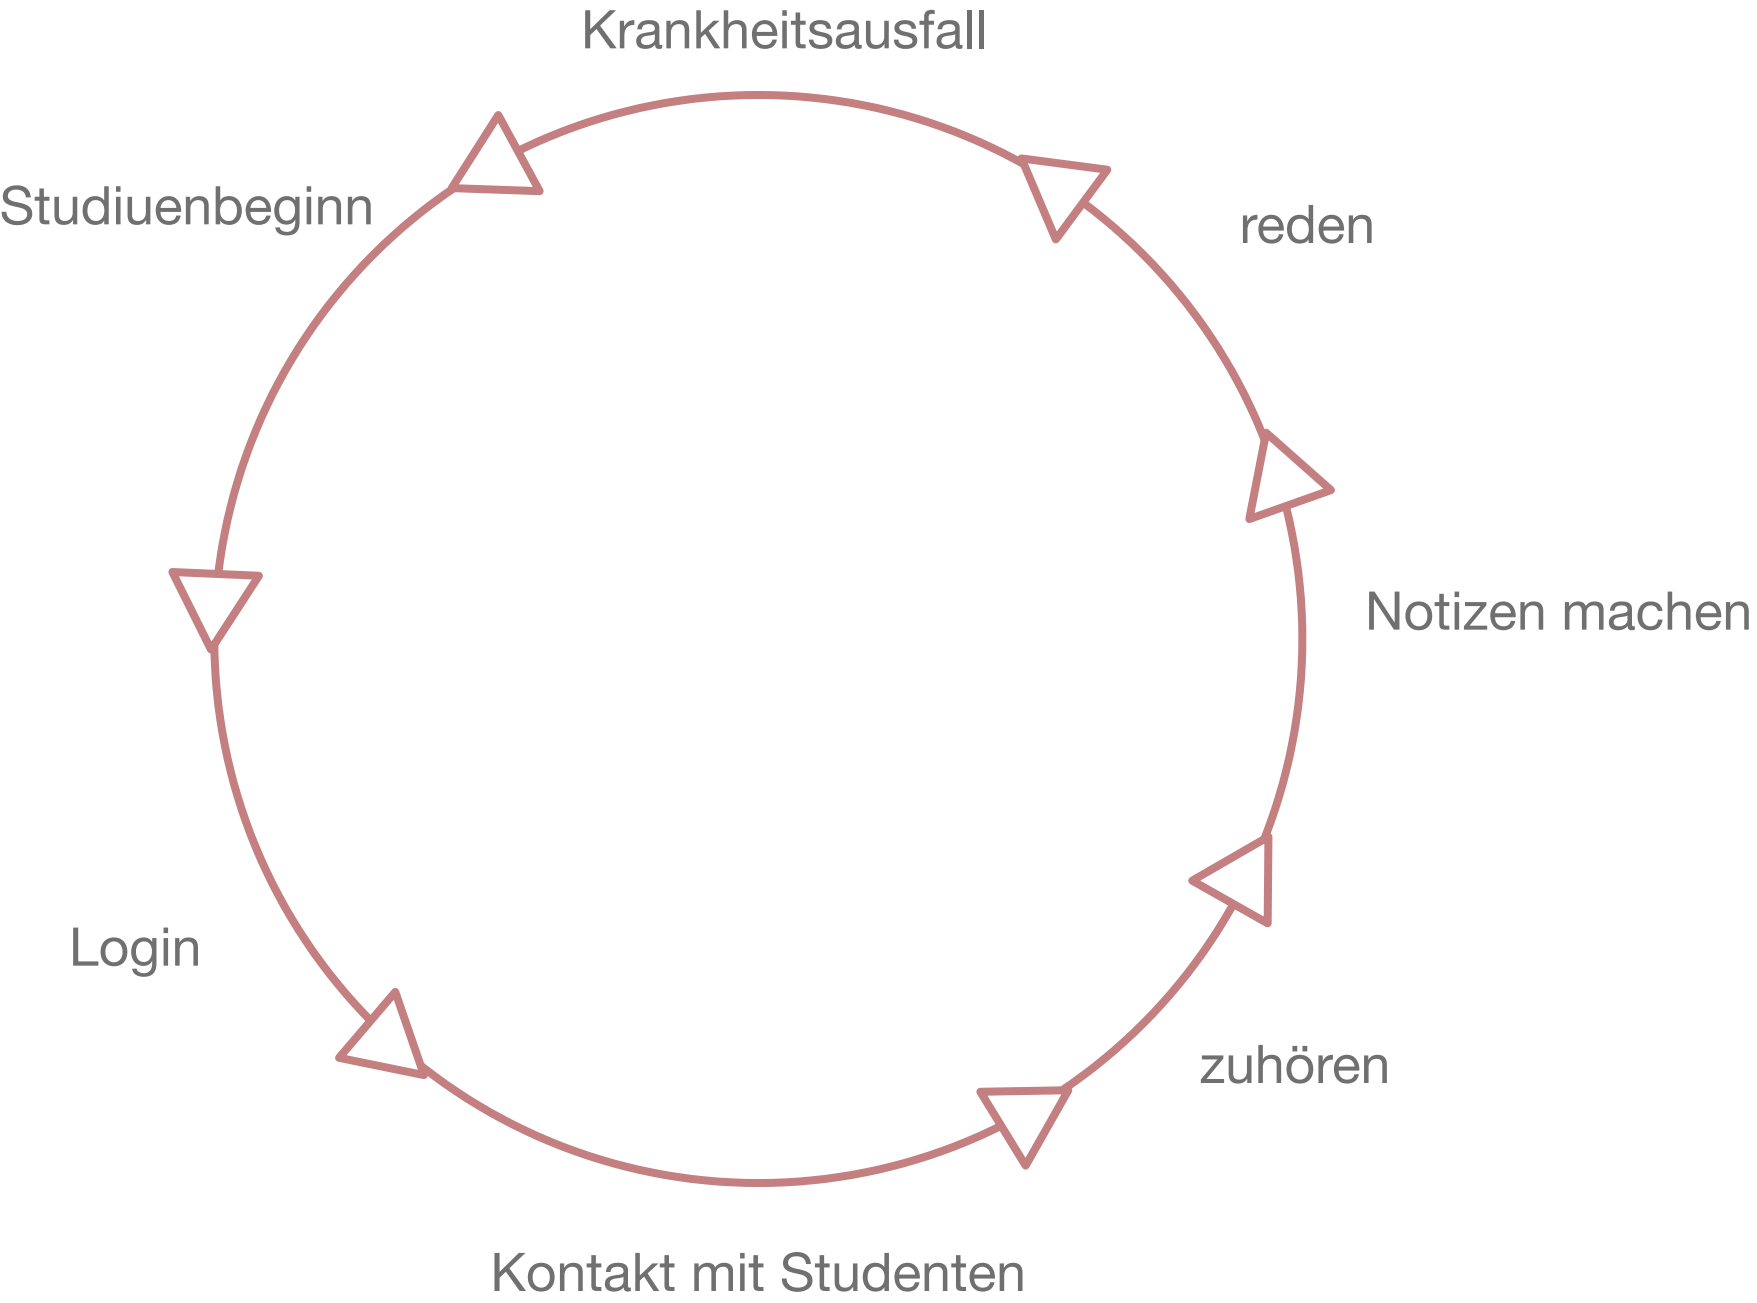 Krankheitsausfall
Studiuenbeginn
reden
Notizen machen
Login
zuhören
Kontakt mit Studenten